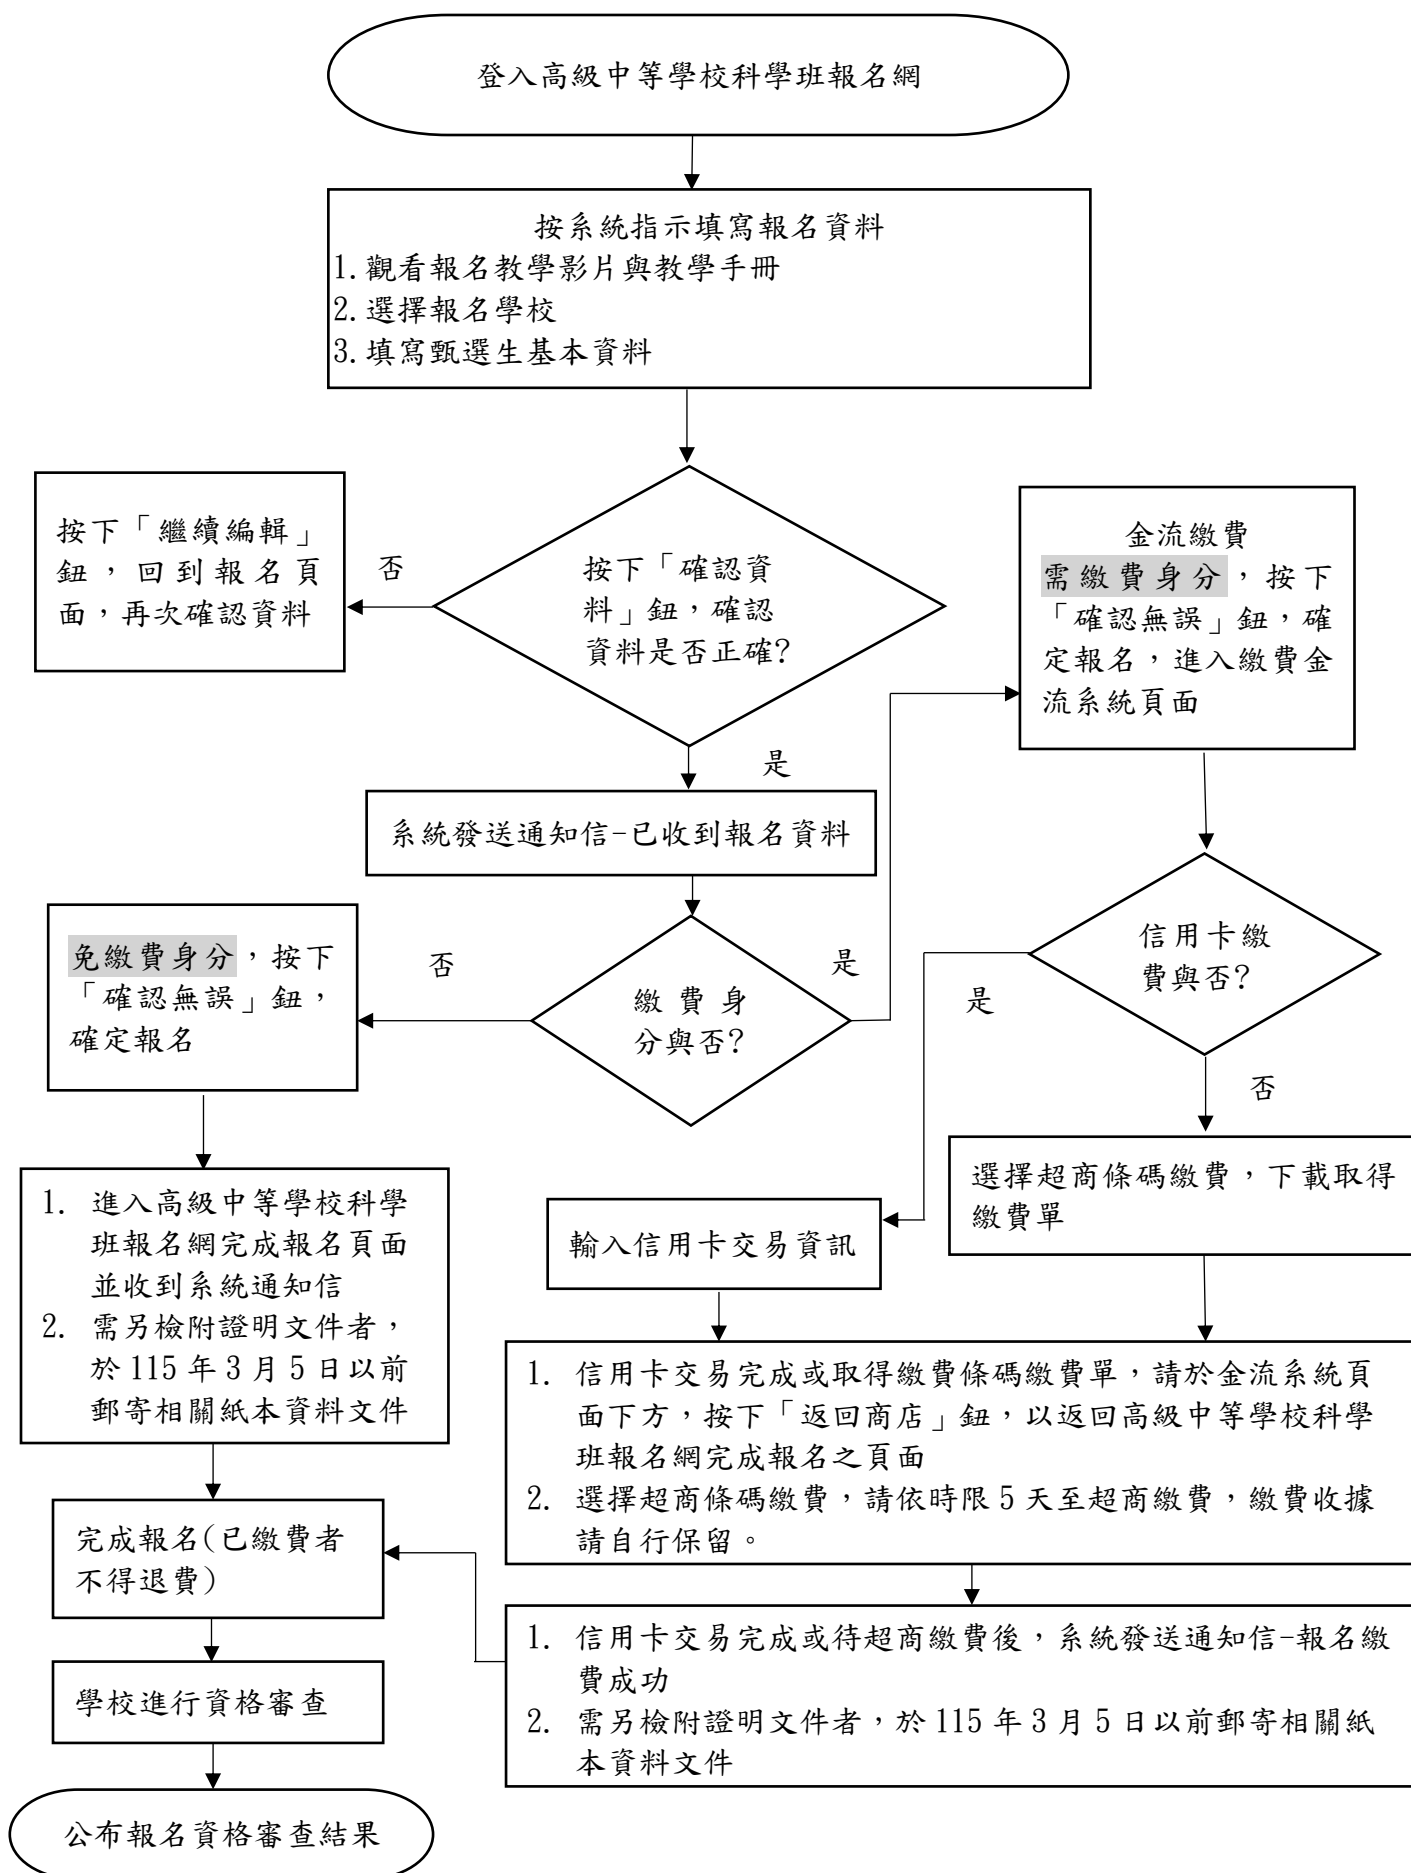 登入高級中等學校科學班報名網
按系統指示填寫報名資料
1.觀看報名教學影片與教學手冊
2.選擇報名學校
3.填寫甄選生基本資料
按下「繼續編輯」
鈕，回到報名頁
面，再次確認資料
否
按下「確認資
料」鈕，確認
資料是否正確?
金流繳費
需繳費身分，按下
「確認無誤」鈕，確
定報名，進入繳費金
流系統頁面
是
系統發送通知信-已收到報名資料
免繳費身分，按下
「確認無誤」鈕，
確定報名
否
繳費身
分與否?
是
信用卡繳
費與否?
是
否
1. 進入高級中等學校科學
班報名網完成報名頁面
並收到系統通知信
2. 需另檢附證明文件者，
於 115 年 3 月 5 日以前
郵寄相關紙本資料文件
輸入信用卡交易資訊
選擇超商條碼繳費，下載取得
繳費單
1. 信用卡交易完成或取得繳費條碼繳費單，請於金流系統頁
面下方，按下「返回商店」鈕，以返回高級中等學校科學
班報名網完成報名之頁面
2. 選擇超商條碼繳費，請依時限 5 天至超商繳費，繳費收據
請自行保留。
完成報名(已繳費者
不得退費)
1. 信用卡交易完成或待超商繳費後，系統發送通知信-報名繳
費成功
2. 需另檢附證明文件者，於 115 年 3 月 5 日以前郵寄相關紙
本資料文件
學校進行資格審查
公布報名資格審查結果